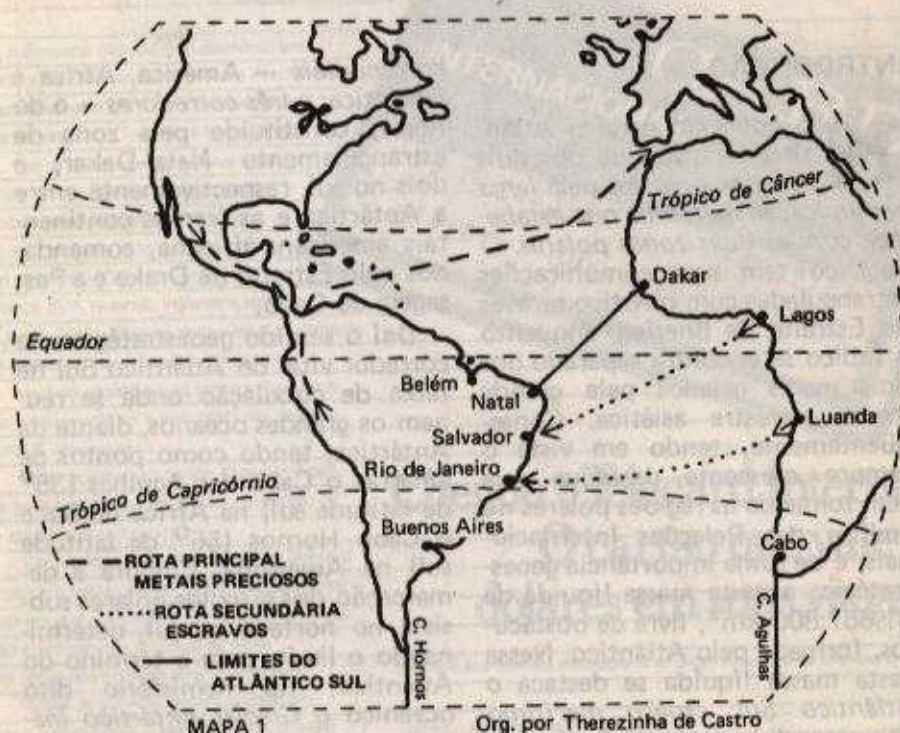 Trópico de Câncer
Dakar
Lagos
Equador
Belém
Natal
Luanda
Salvador
Rio de Janeiro
Trópico de Capricórnio
Buenos Aires
Cabo
ROTA PRINCIPAL
METAIS PRECIOSOS
ROTA SECUNDÁRIA
ESCRAVOS
LIMITES DO
ATLÂNTICO SUL
C. Hornos
C. Agulhas
MAPA 1
Org. por Therezinha de Castro